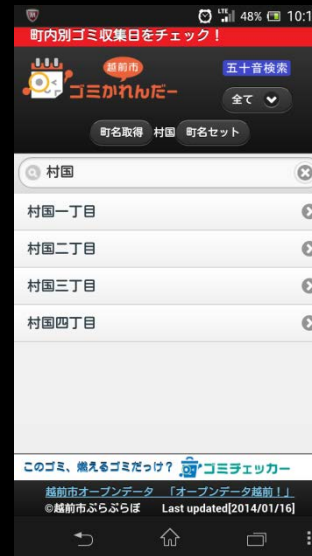 LTE 48% 10:1
町内別ゴミ収集日をチェック！
越前市
ゴミかれんだー
五十音検索
全て
町名取得 村国 町名セット
村国
村国一丁目
村国二丁目
村国三丁目
村国四丁目
このゴミ、燃えるゴミだっけ？ ゴミチェッカー
越前市オープンデータ 「オープンデータ越前！」
©越前市ぷらぷらぼ Last updated[2014/01/16]